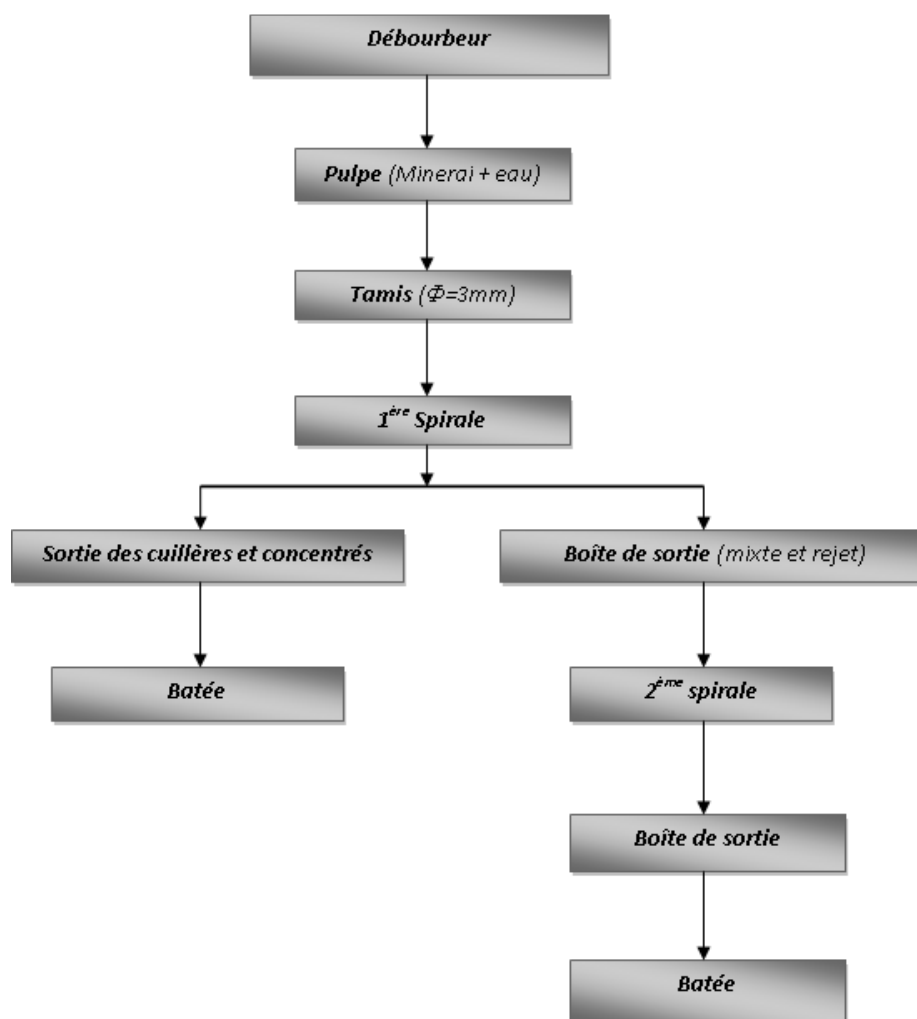 Débourbeur
Pulpe (Minerai + eau)
Tamis (Φ=3mm)
1ère Spirale
Sortie des cuillères et concentrés
Boîte de sortie (mixte et rejet)
Batée
2ème spirale
Boîte de sortie
Batée